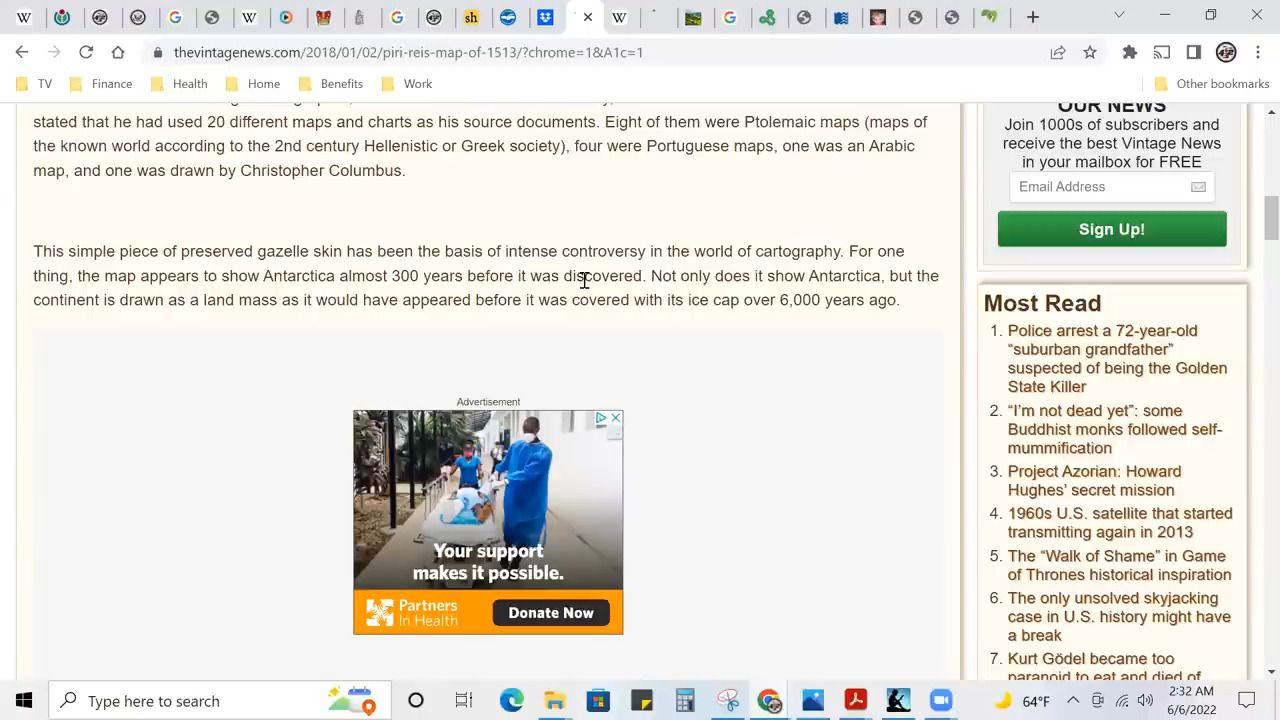 thevintagenews.com/2018/01/02/piri-reis-map-of-1513/?chrome=1&A1c=1
TV Finance Health Home Benefits Work Other bookmarks
stated that he had used 20 different maps and charts as his source documents. Eight of them were Ptolemaic maps (maps of
the known world according to the 2nd century Hellenistic or Greek society), four were Portuguese maps, one was an Arabic
map, and one was drawn by Christopher Columbus.
This simple piece of preserved gazelle skin has been the basis of intense controversy in the world of cartography. For one
thing, the map appears to show Antarctica almost 300 years before it was discovered. Not only does it show Antarctica, but the
continent is drawn as a land mass as it would have appeared before it was covered with its ice cap over 6,000 years ago.
Advertisement
Your support
makes it possible.
Partners
In Health
Donate Now
OUR NEWS
Join 1000s of subscribers and
receive the best Vintage News
in your mailbox for FREE
Email Address
Sign Up!
Most Read
1. Police arrest a 72-year-old
“suburban grandfather”
suspected of being the Golden
State Killer
2. “I’m not dead yet”: some
Buddhist monks followed self-
mummification
3. Project Azorian: Howard
Hughes’ secret mission
4. 1960s U.S. satellite that started
transmitting again in 2013
5. The “Walk of Shame” in Game
of Thrones historical inspiration
6. The only unsolved skyjacking
case in U.S. history might have
a break
7. Kurt Gödel became too
paranoid to eat and died of
Type here to search
64°F
2:32 AM
6/6/2022